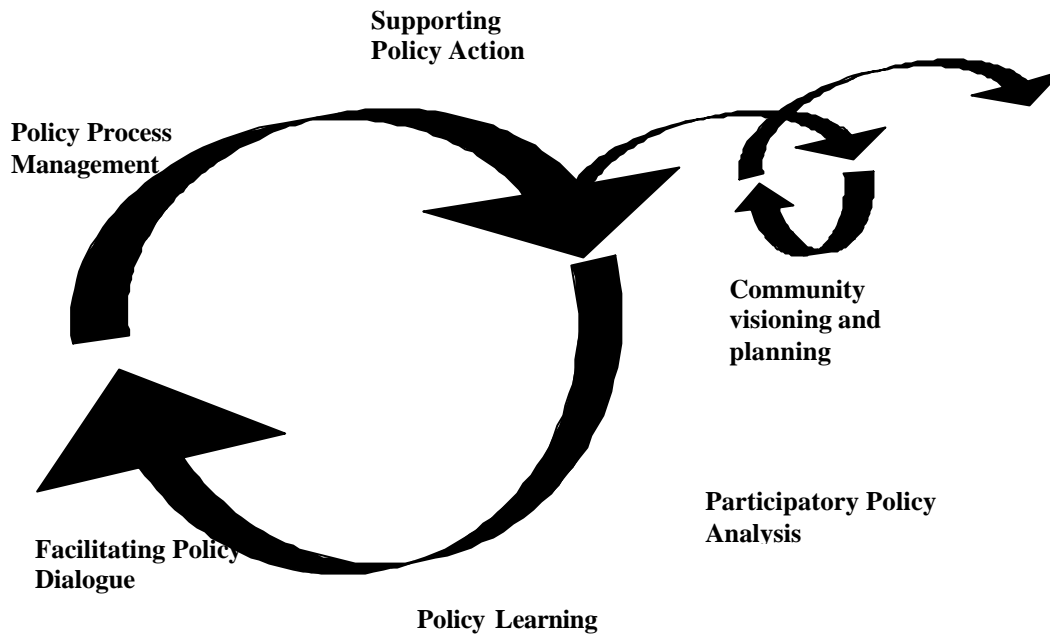 Supporting
Policy Action
Policy Process
Management
Community
visioning and
planning
Participatory Policy
Analysis
Facilitating Policy
Dialogue
Policy Learning